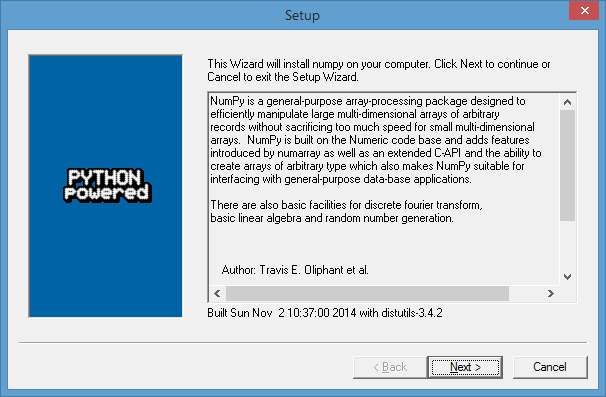 Setup
This Wizard will install numpy on your computer. Click Next to continue or
Cancel to exit the Setup Wizard.
NumPy is a general-purpose array-processing package designed to
efficiently manipulate large multi-dimensional arrays of arbitrary
records without sacrificing too much speed for small multi-dimensional
arrays.  NumPy is built on the Numeric code base and adds features
introduced by numarray as well as an extended C-API and the ability to
create arrays of arbitrary type which also makes NumPy suitable for
interfacing with general-purpose data-base applications.
There are also basic facilities for discrete fourier transform,
basic linear algebra and random number generation.
Author: Travis E. Oliphant et al.
PYTHON
powered
Built Sun Nov  2 10:37:00 2014 with distutils-3.4.2
< Back
Next >
Cancel